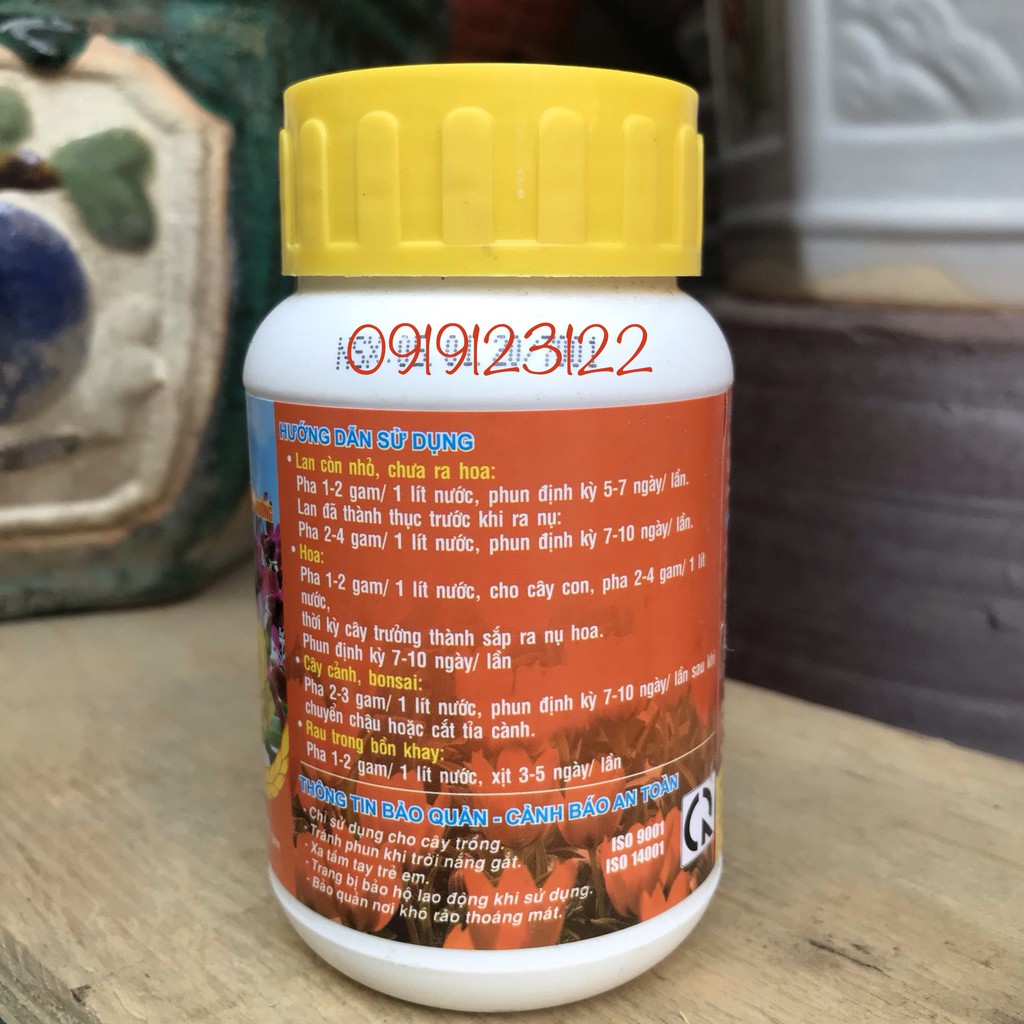 0919123122
HƯỚNG DẪN SỬ DỤNG
• Lan còn nhỏ, chưa ra hoa:
Pha 1-2 gam/ 1 lít nước, phun định kỳ 5-7 ngày/ lần.
Lan đã thành thục trước khi ra nụ:
Pha 2-4 gam/ 1 lít nước, phun định kỳ 7-10 ngày/ lần.
• Hoa:
Pha 1-2 gam/ 1 lít nước, cho cây con, pha 2-4 gam/ 1 lít
nước,
thời kỳ cây trưởng thành sắp ra nụ hoa.
Phun định kỳ 7-10 ngày/ lần
• Cây cảnh, bonsai:
Pha 2-3 gam/ 1 lít nước, phun định kỳ 7-10 ngày/ lần sau khi
chuyển chậu hoặc cắt tỉa cành.
• Rau trong bồn khay:
Pha 1-2 gam/ 1 lít nước, xịt 3-5 ngày/ lần
THÔNG TIN BẢO QUẢN - CẢNH BÁO AN TOÀN
- Chỉ sử dụng cho cây trồng.
- Tránh phun khi trời nắng gắt.
- Xa tầm tay trẻ em.
- Trang bị bảo hộ lao động khi sử dụng.
- Bảo quản nơi khô ráo thoáng mát.
ISO 9001
ISO 14001